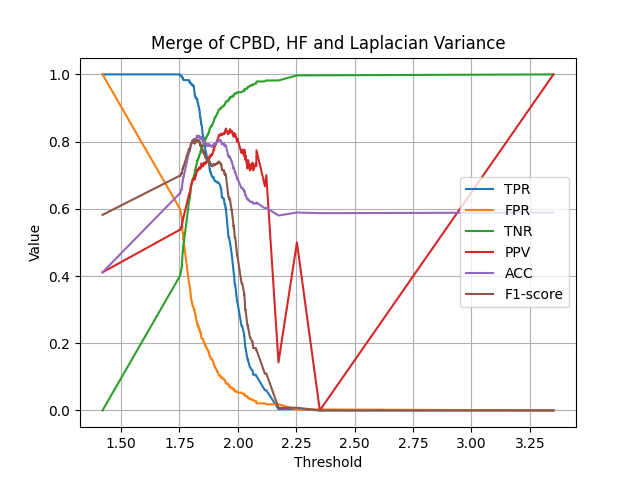 Merge of CPBD, HF and Laplacian Variance
1.0
0.8
0.6
0.4
0.2
0.0
Value
TPR
FPR
TNR
PPV
ACC
F1-score
1.50 1.75 2.00 2.25 2.50 2.75 3.00 3.25
Threshold